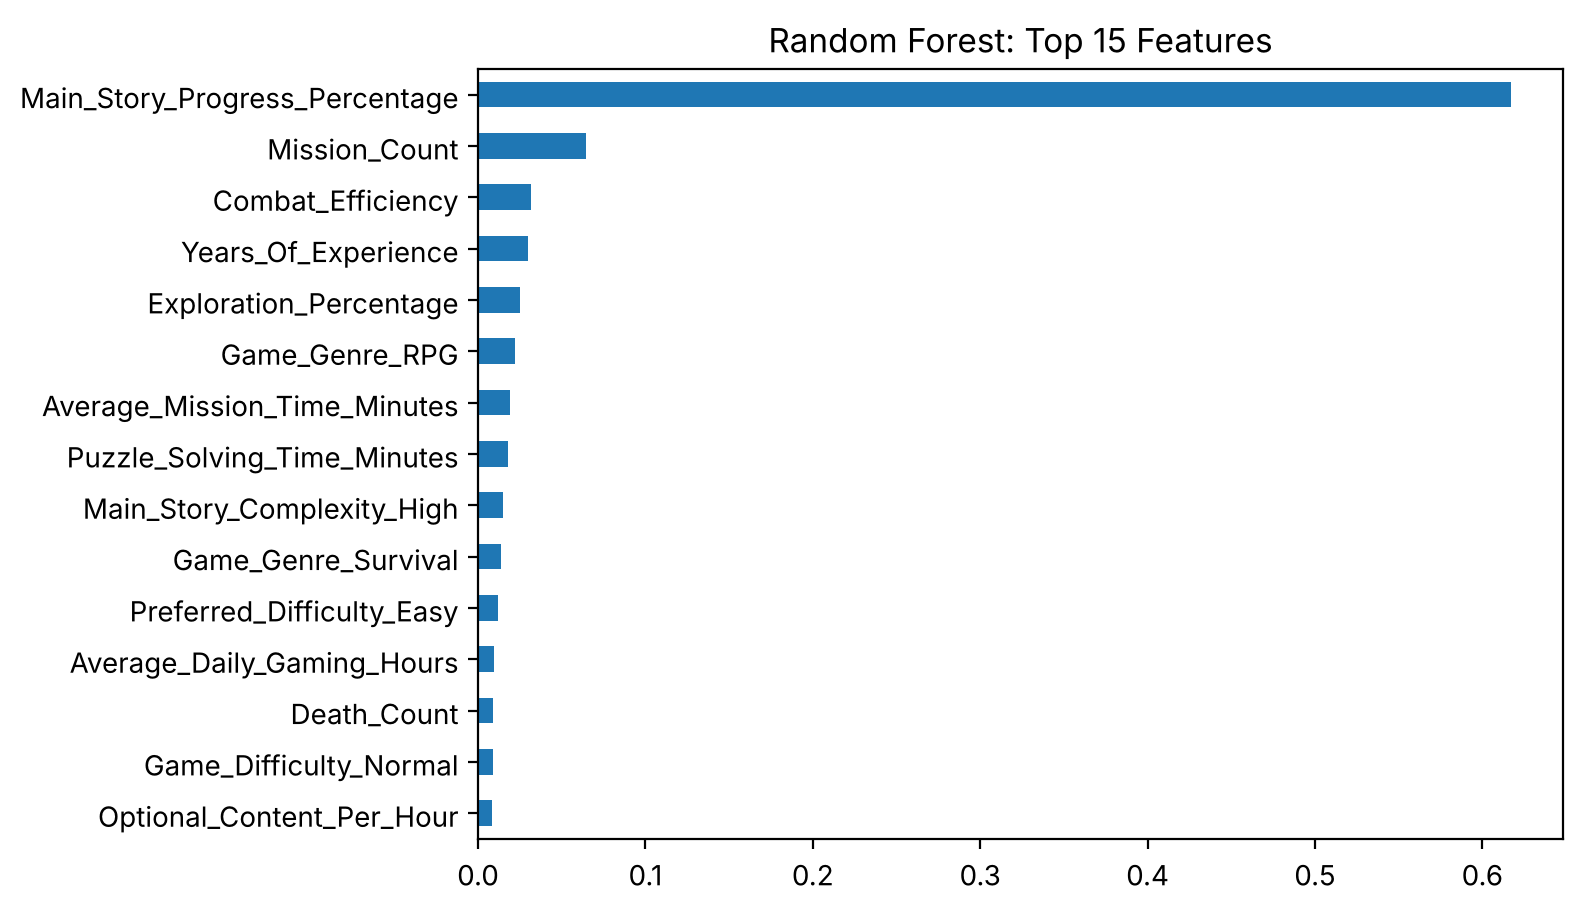 Random Forest: Top 15 Features
Main_Story_Progress_Percentage
Mission_Count
Combat_Efficiency
Years_Of_Experience
Exploration_Percentage
Game_Genre_RPG
Average_Mission_Time_Minutes
Puzzle_Solving_Time_Minutes
Main_Story_Complexity_High
Game_Genre_Survival
Preferred_Difficulty_Easy
Average_Daily_Gaming_Hours
Death_Count
Game_Difficulty_Normal
Optional_Content_Per_Hour
0.0 0.1 0.2 0.3 0.4 0.5 0.6